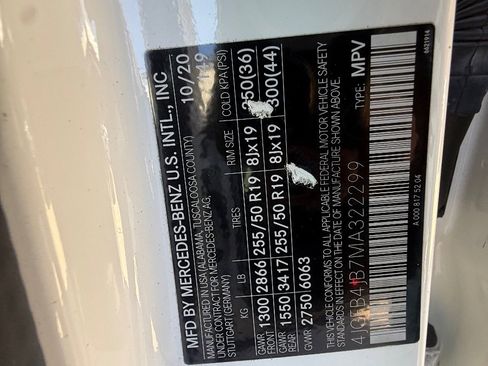 MFD BY MERCEDES-BENZ U.S. INTL., INC
MANUFACTURED IN USA (ALABAMA, TUSCALOOSA COUNTY) 10/20
UNDER CONTRACT FOR MERCEDES-BENZ AG, 149
STUTTGART (GERMANY)
KG LB TIRES RIM SIZE COLD KPA (PSI)
GAWR FRONT 1300 2866 255/50 R19 8Jx19 250(36)
GAWR REAR 1550 3417 255/50 R19 8Jx19 300(44)
GVWR 2750 6063
THIS VEHICLE CONFORMS TO ALL APPLICABLE FEDERAL MOTOR VEHICLE SAFETY
STANDARDS IN EFFECT ON THE DATE OF MANUFACTURE SHOWN ABOVE.
TYPE: MPV
A 000 817 52 04
6621914